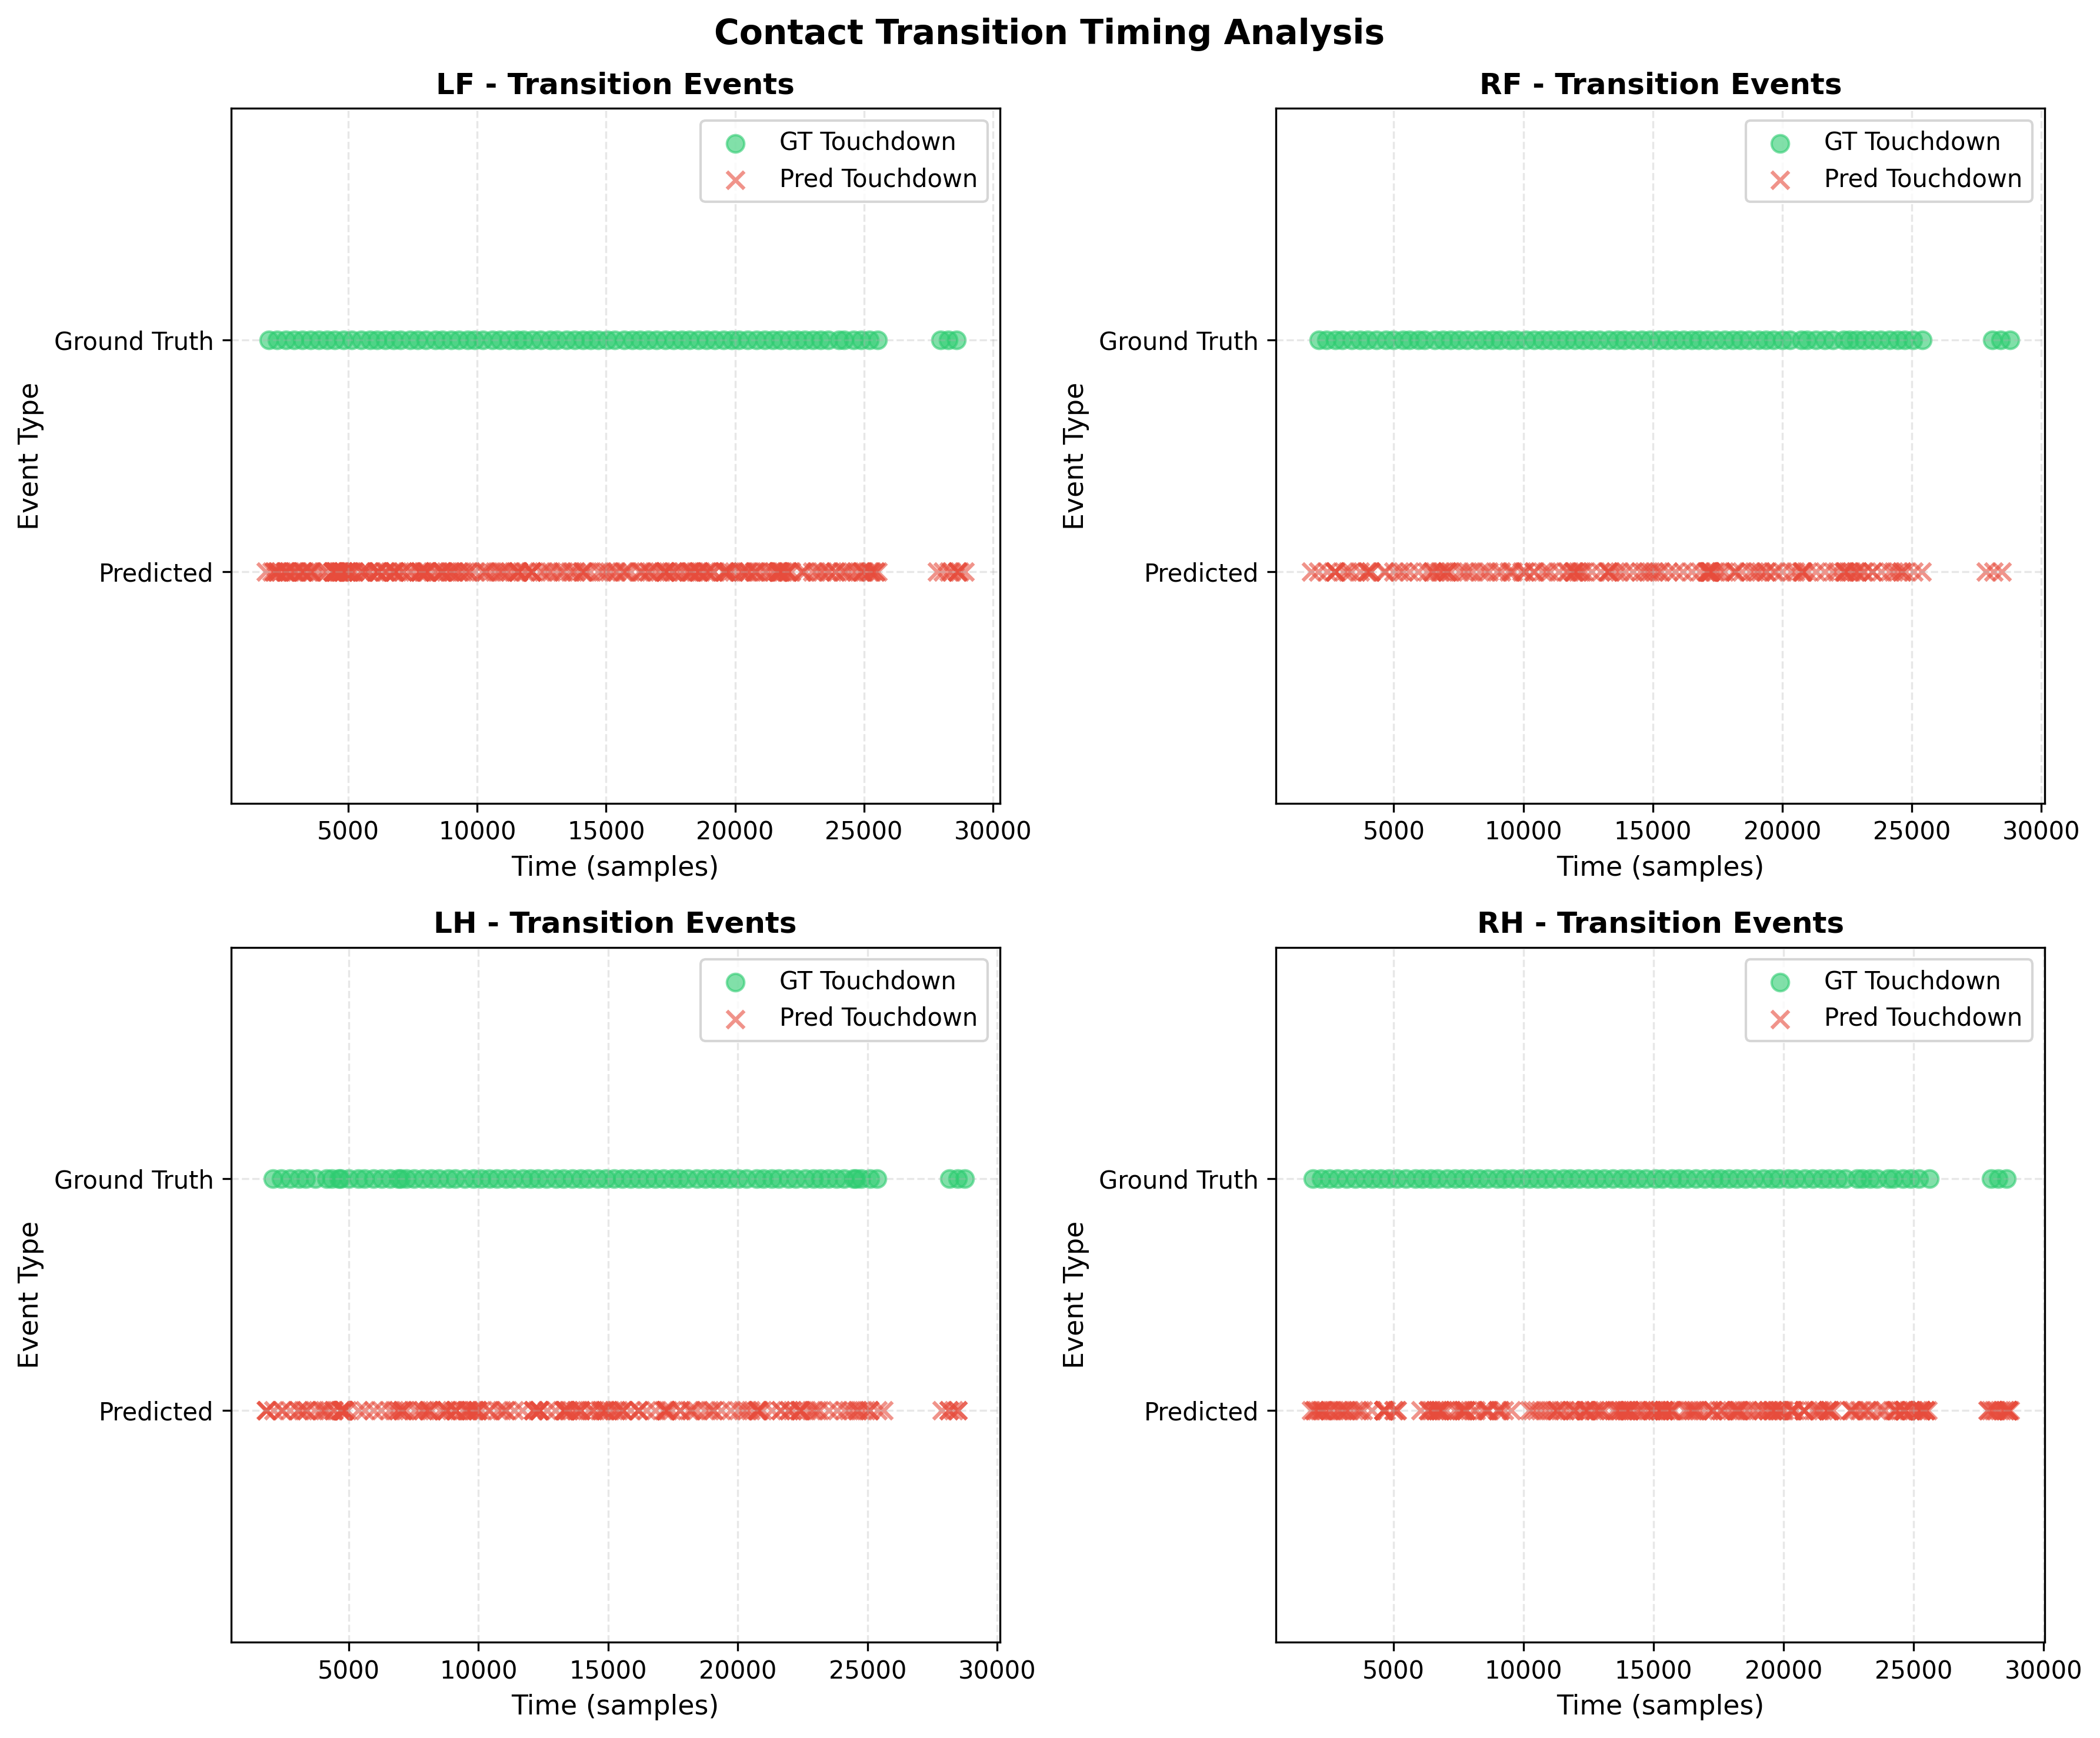 Contact Transition Timing Analysis
LF - Transition Events
GT Touchdown
Pred Touchdown
Ground Truth
Predicted
Event Type
5000 10000 15000 20000 25000 30000
Time (samples)
RF - Transition Events
GT Touchdown
Pred Touchdown
Ground Truth
Predicted
Event Type
5000 10000 15000 20000 25000 30000
Time (samples)
LH - Transition Events
GT Touchdown
Pred Touchdown
Ground Truth
Predicted
Event Type
5000 10000 15000 20000 25000 30000
Time (samples)
RH - Transition Events
GT Touchdown
Pred Touchdown
Ground Truth
Predicted
Event Type
5000 10000 15000 20000 25000 30000
Time (samples)